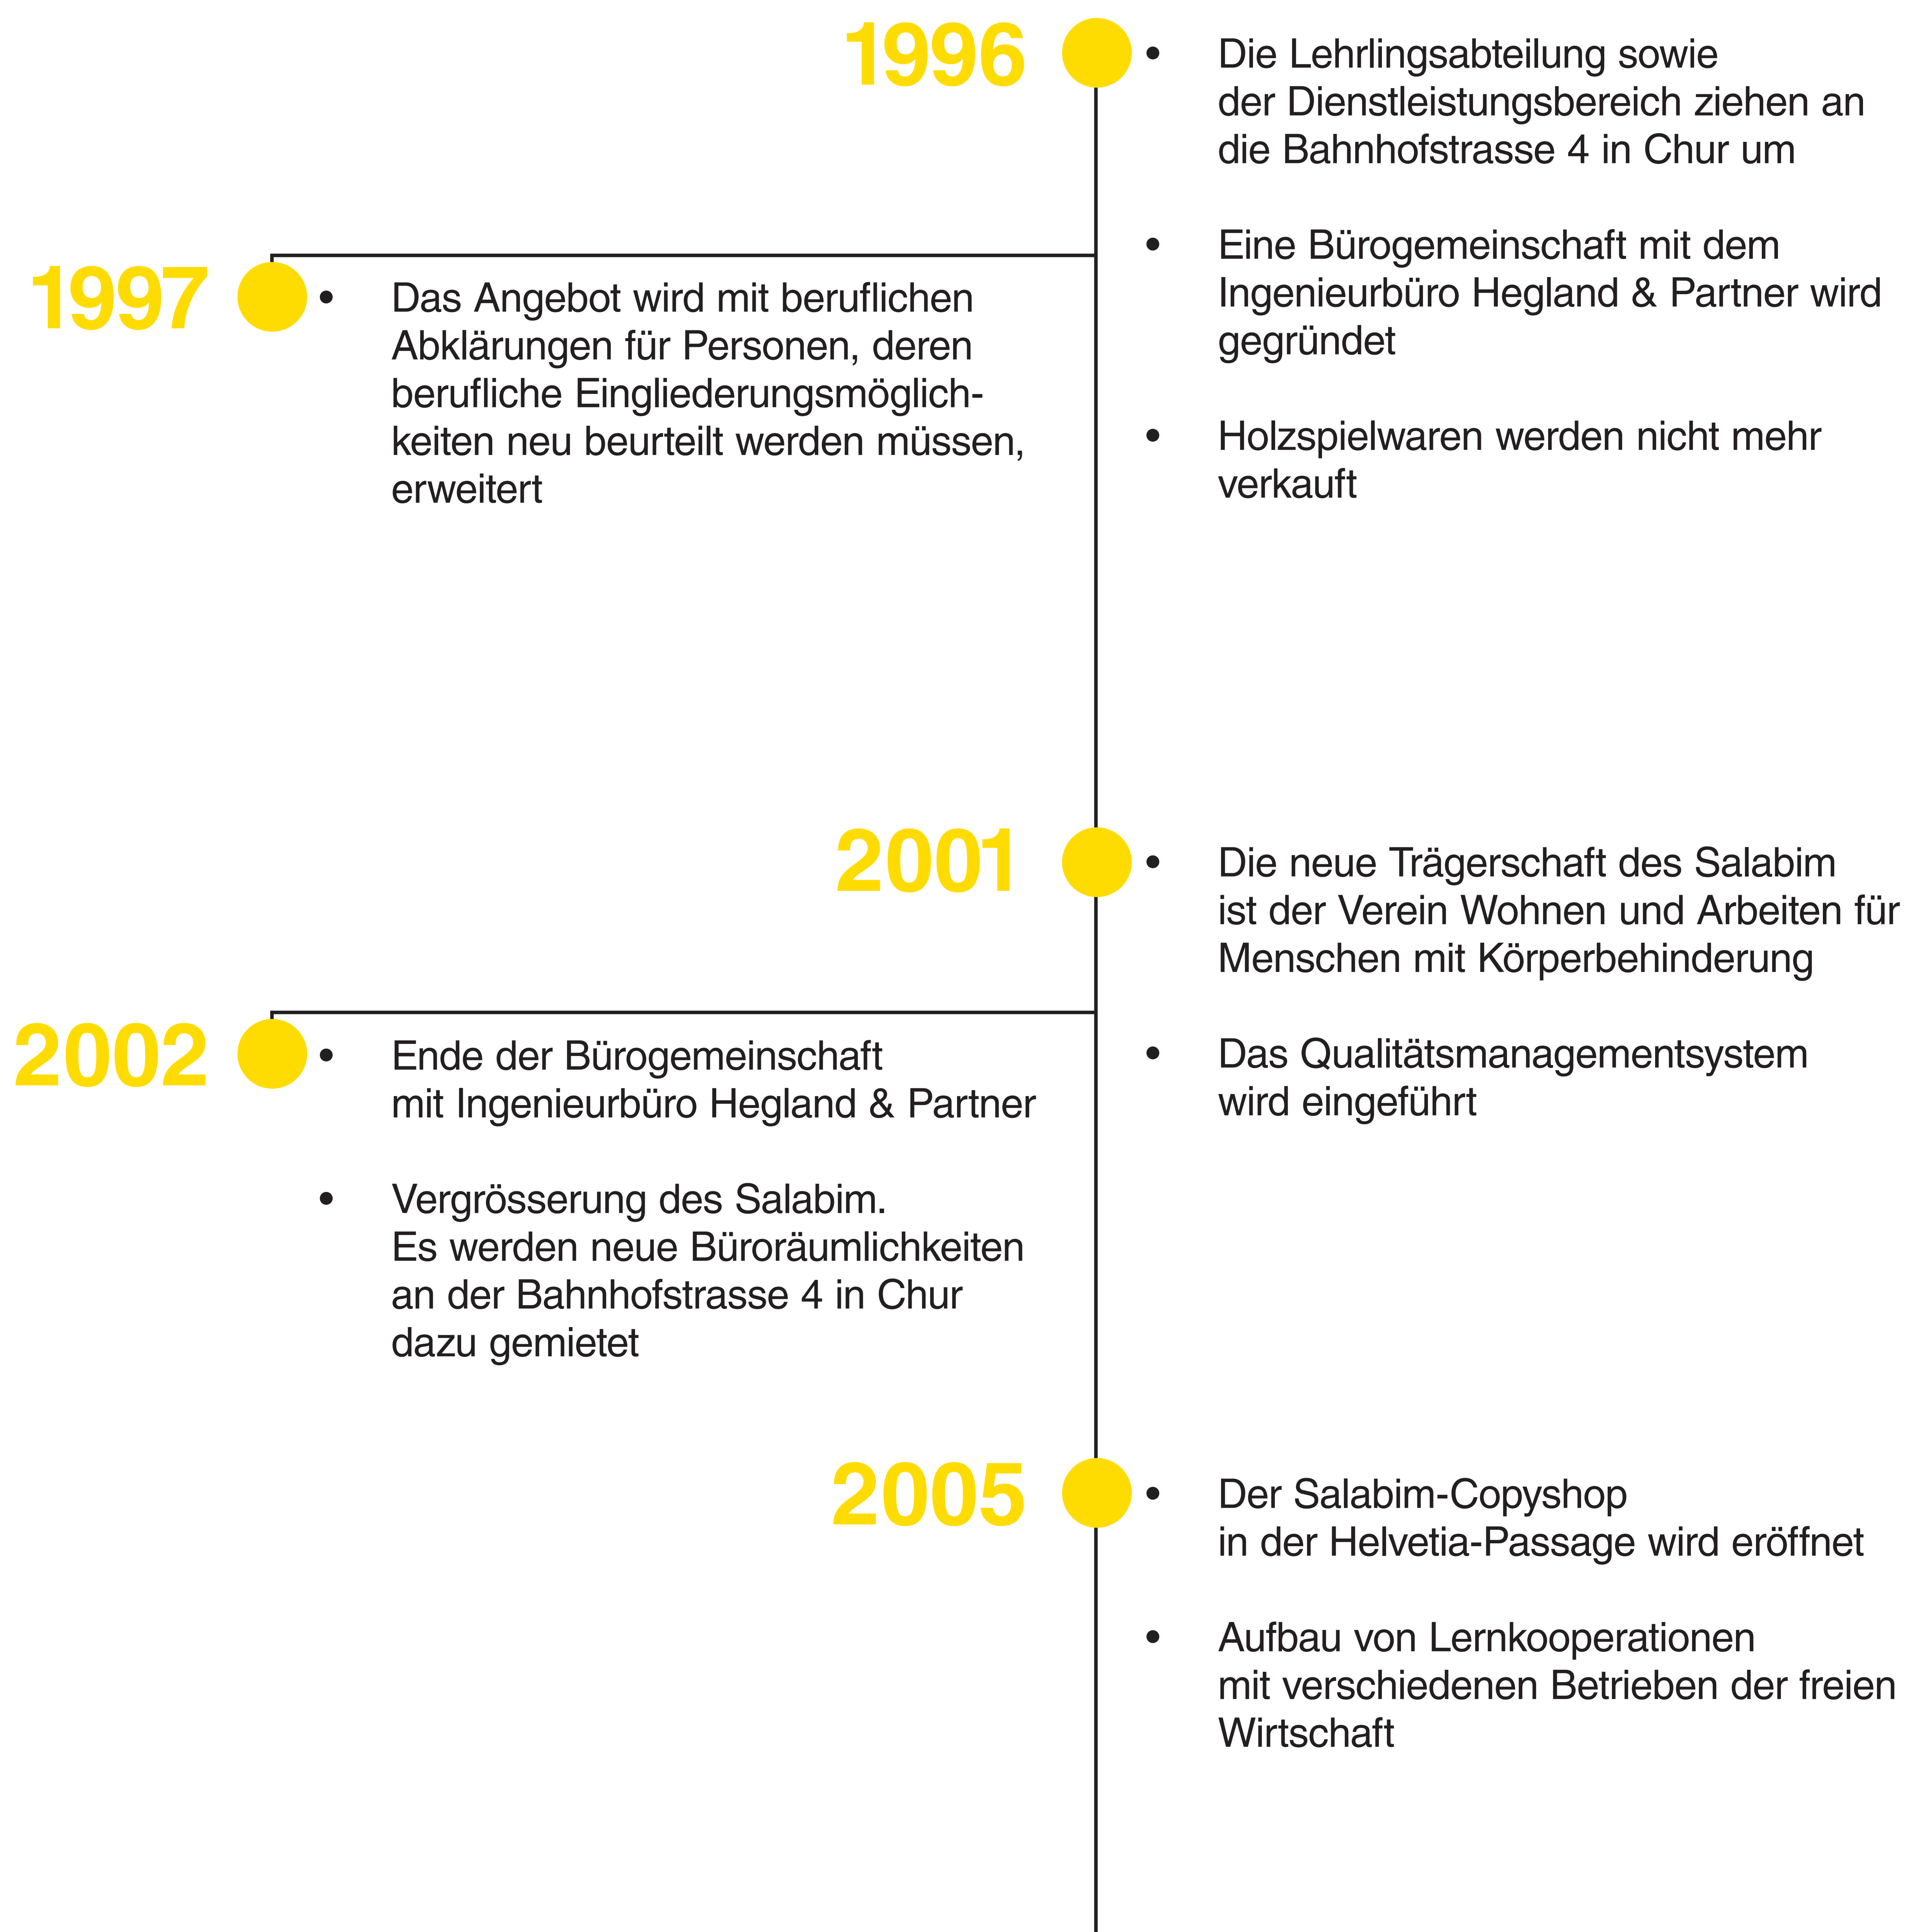 1996
• Die Lehrlingsabteilung sowie
der Dienstleistungsbereich ziehen an
die Bahnhofstrasse 4 in Chur um
• Eine Bürogemeinschaft mit dem
Ingenieurbüro Hegland & Partner wird
gegründet
• Holzspielwaren werden nicht mehr
verkauft
1997
• Das Angebot wird mit beruflichen
Abklärungen für Personen, deren
berufliche Eingliederungsmöglich-
keiten neu beurteilt werden müssen,
erweitert
2001
• Die neue Trägerschaft des Salabim
ist der Verein Wohnen und Arbeiten für
Menschen mit Körperbehinderung
• Das Qualitätsmanagementsystem
wird eingeführt
2002
• Ende der Bürogemeinschaft
mit Ingenieurbüro Hegland & Partner
• Vergrösserung des Salabim.
Es werden neue Büroräumlichkeiten
an der Bahnhofstrasse 4 in Chur
dazu gemietet
2005
• Der Salabim-Copyshop
in der Helvetia-Passage wird eröffnet
• Aufbau von Lernkooperationen
mit verschiedenen Betrieben der freien
Wirtschaft